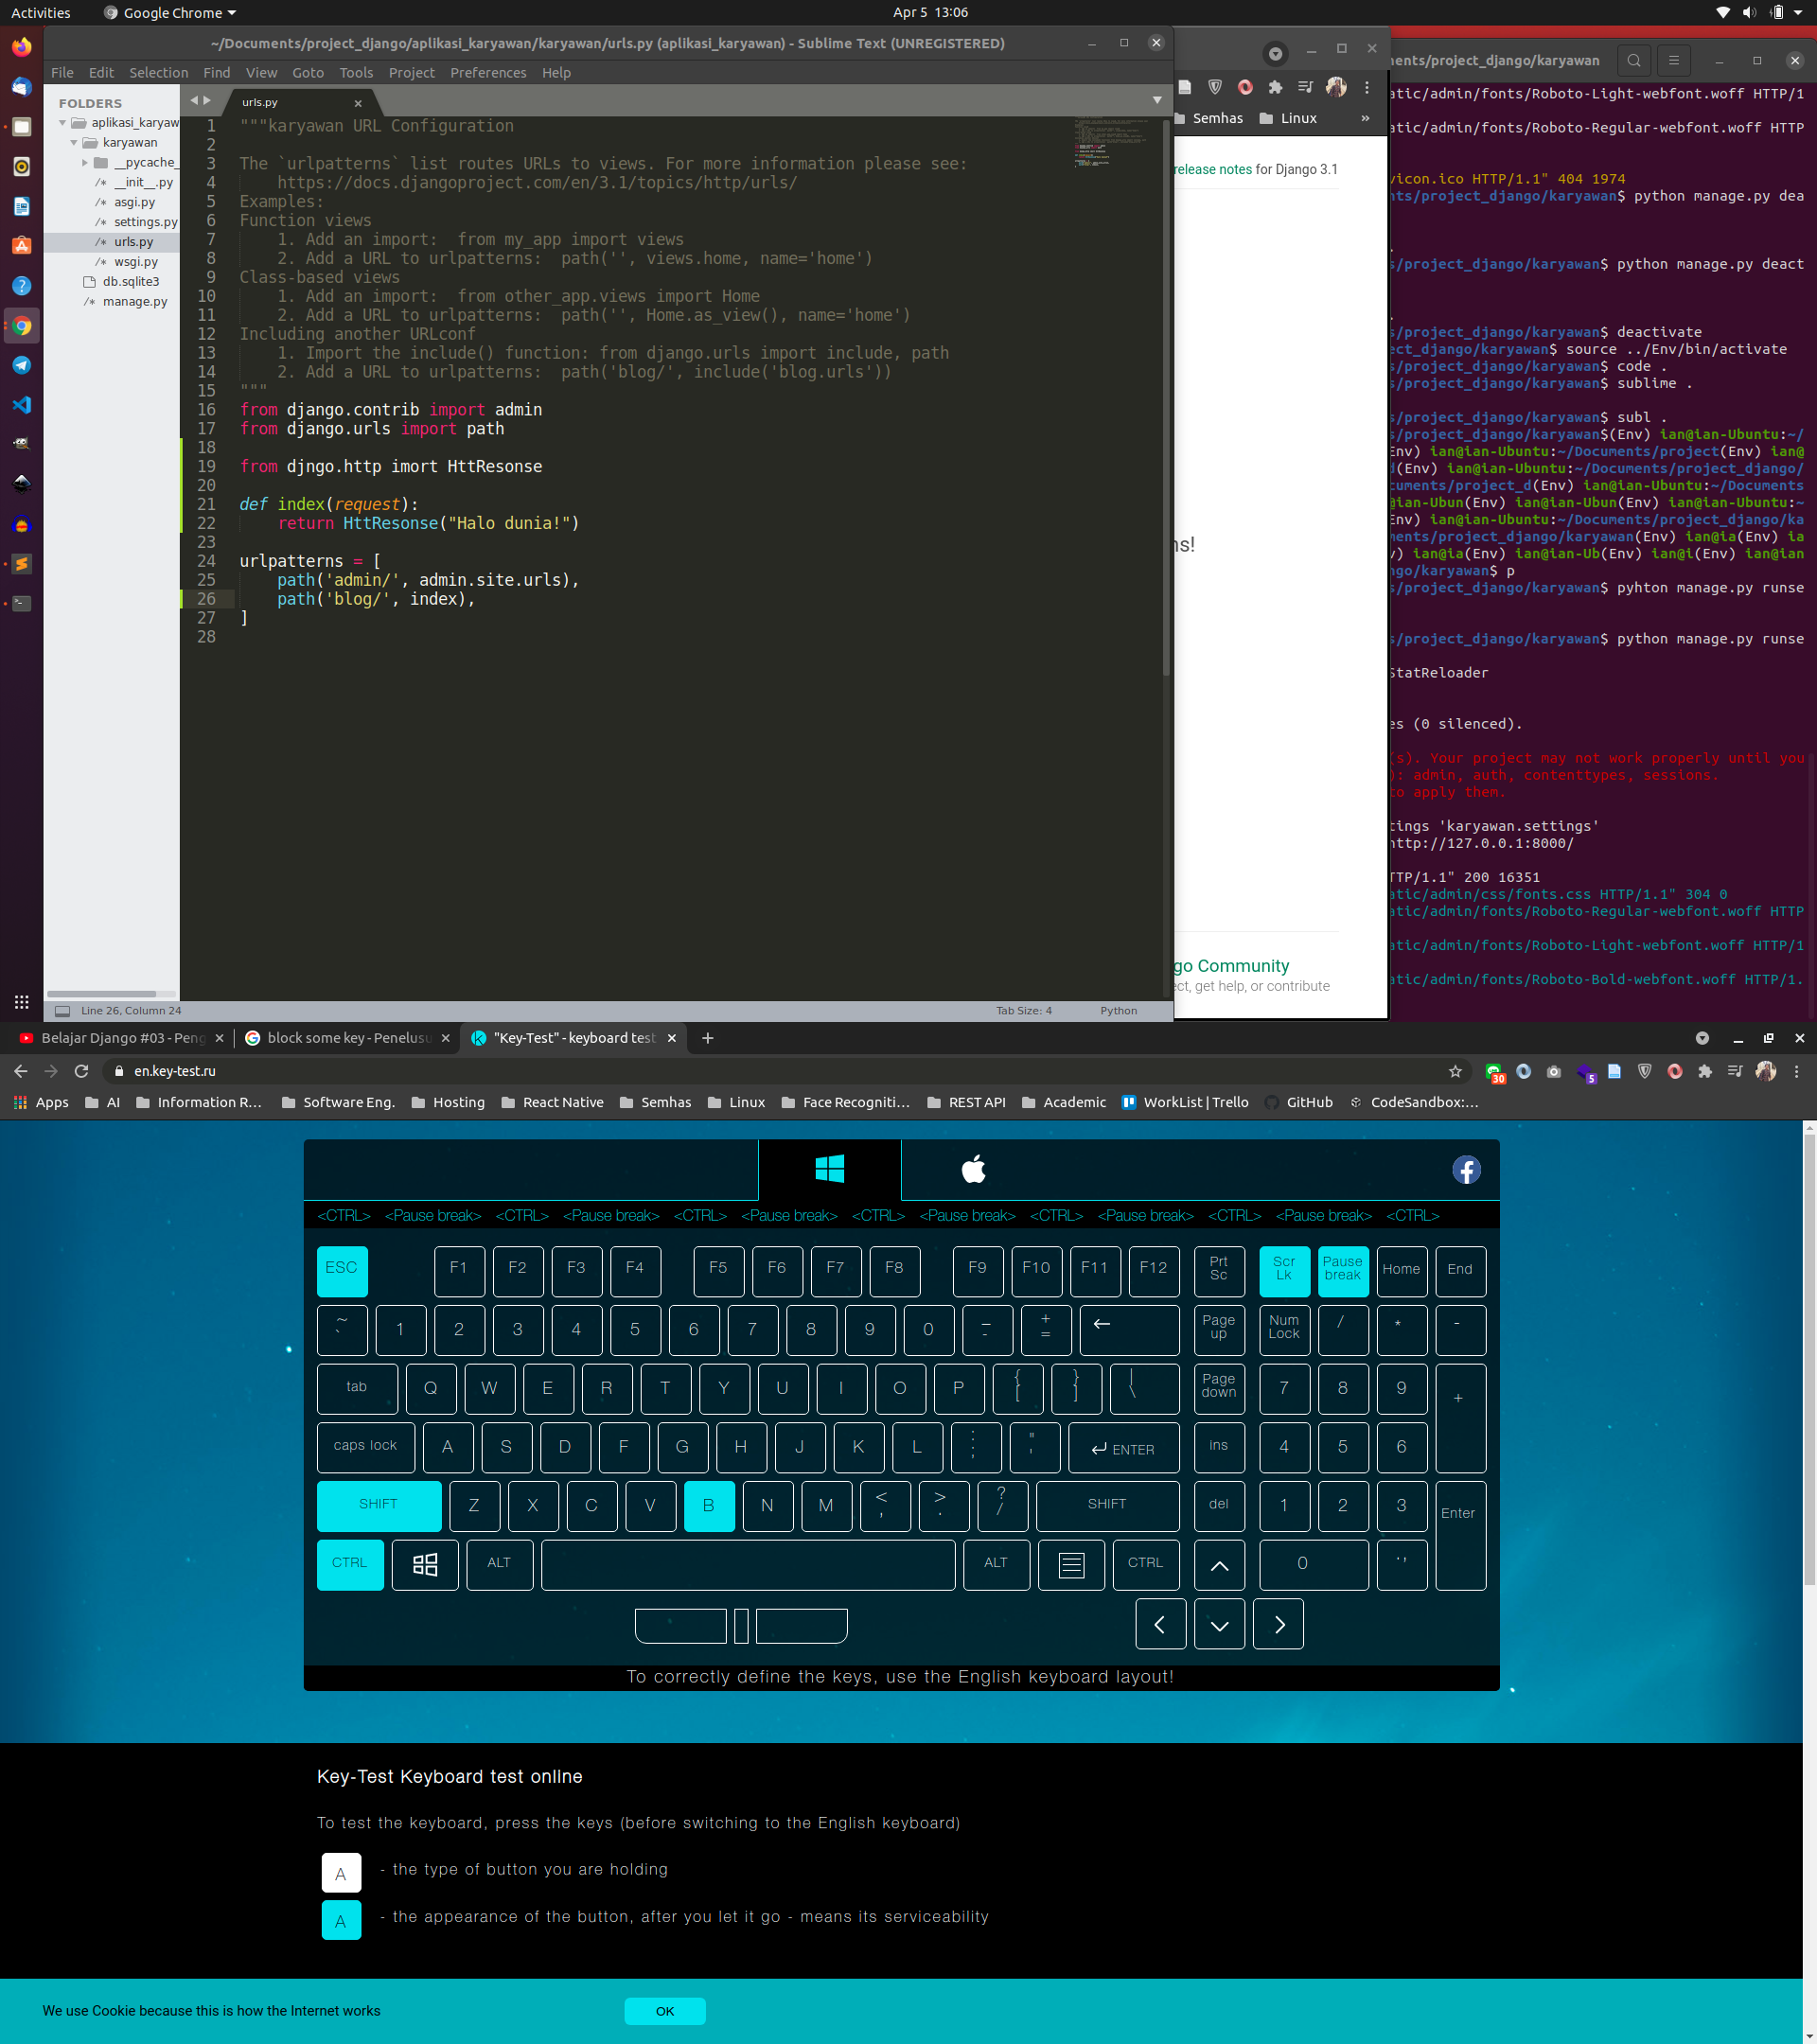 Activities
Google Chrome
Apr 5 13:06
~/Documents/project_django/aplikasi_karyawan/karyawan/urls.py (aplikasi_karyawan) - Sublime Text (UNREGISTERED)
File Edit Selection Find View Goto Tools Project Preferences Help
FOLDERS
aplikasi_karyaw
karyawan
__pycache_
__init__.py
asgi.py
settings.py
urls.py
wsgi.py
db.sqlite3
manage.py
urls.py
1 """karyawan URL Configuration
2
3 The `urlpatterns` list routes URLs to views. For more information please see:
4     https://docs.djangoproject.com/en/3.1/topics/http/urls/
5 Examples:
6 Function views
7     1. Add an import:  from my_app import views
8     2. Add a URL to urlpatterns:  path('', views.home, name='home')
9 Class-based views
10     1. Add an import:  from other_app.views import Home
11     2. Add a URL to urlpatterns:  path('', Home.as_view(), name='home')
12 Including another URLconf
13     1. Import the include() function: from django.urls import include, path
14     2. Add a URL to urlpatterns:  path('blog/', include('blog.urls'))
15 """
16 from django.contrib import admin
17 from django.urls import path
18
19 from djngo.http imort HttResonse
20
21 def index(request):
22     return HttResonse("Halo dunia!")
23
24 urlpatterns = [
25     path('admin/', admin.site.urls),
26     path('blog/', index),
27 ]
28
Line 26, Column 24
Tab Size: 4
Python
Semhas Linux »
release notes for Django 3.1
ns!
go Community
ect, get help, or contribute
ents/project_django/karyawan
atic/admin/fonts/Roboto-Light-webfont.woff HTTP/1
atic/admin/fonts/Roboto-Regular-webfont.woff HTTP
vicon.ico HTTP/1.1" 404 1974
nts/project_django/karyawan$ python manage.py dea
.
s/project_django/karyawan$ python manage.py deact
.
s/project_django/karyawan$ deactivate
ect_django/karyawan$ source ../Env/bin/activate
s/project_django/karyawan$ code .
s/project_django/karyawan$ sublime .
s/project_django/karyawan$ subl .
s/project_django/karyawan$(Env) ian@ian-Ubuntu:~/
Env) ian@ian-Ubuntu:~/Documents/project(Env) ian@
d(Env) ian@ian-Ubuntu:~/Documents/project_django/
cuments/project_d(Env) ian@ian-Ubuntu:~/Documents
@ian-Ubun(Env) ian@ian-Ubun(Env) ian@ian-Ubuntu:~
Env) ian@ian-Ubuntu:~/Documents/project_django/ka
ments/project_django/karyawan(Env) ian@ia(Env) ia
v) ian@ia(Env) ian@ian-Ub(Env) ian@i(Env) ian@ian
ngo/karyawan$ p
s/project_django/karyawan$ pyhton manage.py runse
s/project_django/karyawan$ python manage.py runse
StatReloader
es (0 silenced).
(s). Your project may not work properly until you
): admin, auth, contenttypes, sessions.
to apply them.
tings 'karyawan.settings'
http://127.0.0.1:8000/
TTP/1.1" 200 16351
atic/admin/css/fonts.css HTTP/1.1" 304 0
atic/admin/fonts/Roboto-Regular-webfont.woff HTTP
atic/admin/fonts/Roboto-Light-webfont.woff HTTP/1
atic/admin/fonts/Roboto-Bold-webfont.woff HTTP/1.
Belajar Django #03 - Peng
block some key - Penelusu
"Key-Test" - keyboard test
en.key-test.ru
30
5
Apps AI Information R... Software Eng. Hosting React Native Semhas Linux Face Recogniti... REST API Academic WorkList | Trello GitHub CodeSandbox:...
<CTRL> <Pause break> <CTRL> <Pause break> <CTRL> <Pause break> <CTRL> <Pause break> <CTRL> <Pause break> <CTRL> <Pause break> <CTRL>
ESC F1 F2 F3 F4 F5 F6 F7 F8 F9 F10 F11 F12 Prt Sc Scr Lk Pause break Home End
~ ` 1 2 3 4 5 6 7 8 9 0 _ - + = ← Page up Num Lock / * -
tab Q W E R T Y U I O P { [ } ] | \ Page down 7 8 9 +
caps lock A S D F G H J K L : ; " ' ENTER ins 4 5 6
SHIFT Z X C V B N M < , > . ? / SHIFT del 1 2 3 Enter
CTRL ALT ALT CTRL 0 . ,
To correctly define the keys, use the English keyboard layout!
Key-Test Keyboard test online
To test the keyboard, press the keys (before switching to the English keyboard)
A - the type of button you are holding
A - the appearance of the button, after you let it go - means its serviceability
We use Cookie because this is how the Internet works
OK